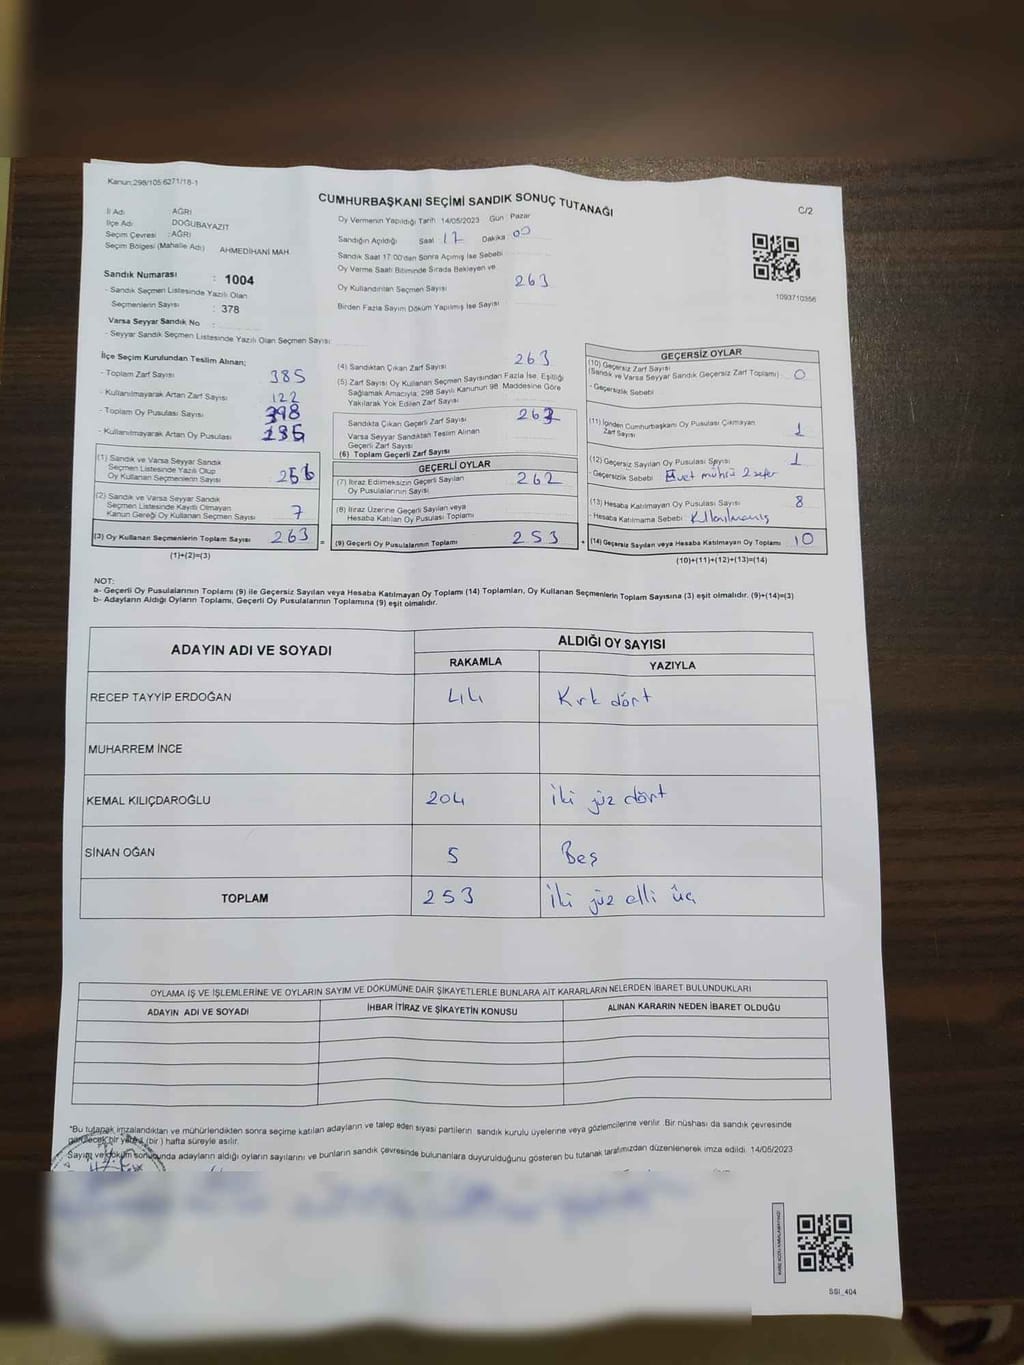 Kanun:298/105 6271/18-1
CUMHURBAŞKANI SEÇİMİ SANDIK SONUÇ TUTANAĞI
C/2
İl Adı : AĞRI
İlçe Adı : DOĞUBAYAZIT
Seçim Çevresi : AĞRI
Seçim Bölgesi (Mahalle Adı) : AHMEDİHANİ MAH.
Sandık Numarası : 1004
- Sandık Seçmen Listesinde Yazılı Olan
Seçmenlerin Sayısı : 378
Varsa Seyyar Sandık No :
- Seyyar Sandık Seçmen Listesinde Yazılı Olan Seçmen Sayısı:
Oy Vermenin Yapıldığı Tarih 14/05/2023 Gün : Pazar
Sandığın Açıldığı Saat 17 Dakika 00
Sandık Saat 17:00'dan Sonra Açılmış İse Sebebi
Oy Verme Saati Bitiminde Sırada Bekleyen ve
Oy Kullandırılan Seçmen Sayısı 263
Birden Fazla Sayım Döküm Yapılmış İse Sayısı
1093710356
İlçe Seçim Kurulundan Teslim Alınan;
- Toplam Zarf Sayısı 385
- Kullanılmayarak Artan Zarf Sayısı 122
- Toplam Oy Pusulası Sayısı 398
- Kullanılmayarak Artan Oy Pusulası
(1) Sandık ve Varsa Seyyar Sandık
Seçmen Listesinde Yazılı Olup
Oy Kullanan Seçmenlerin Sayısı 256
(2) Sandık ve Varsa Seyyar Sandık
Seçmen Listesinde Kayıtlı Olmayan
Kanun Gereği Oy Kullanan Seçmen Sayısı 7
(3) Oy Kullanan Seçmenlerin Toplam Sayısı 263 =
(1)+(2)=(3)
(4) Sandıktan Çıkan Zarf Sayısı 263
(5) Zarf Sayısı Oy Kullanan Seçmen Sayısından Fazla İse, Eşitliği
Sağlamak Amacıyla; 298 Sayılı Kanunun 98. Maddesine Göre
Yakılarak Yok Edilen Zarf Sayısı
Sandıkta Çıkan Geçerli Zarf Sayısı
Varsa Seyyar Sandıktan Teslim Alınan
Geçerli Zarf Sayısı
(6) Toplam Geçerli Zarf Sayısı
GEÇERLİ OYLAR
(7) İtiraz Edilmeksizin Geçerli Sayılan
Oy Pusulalarının Sayısı 262
(8) İtiraz Üzerine Geçerli Sayılan veya
Hesaba Katılan Oy Pusulası Toplamı
(9) Geçerli Oy Pusulalarının Toplamı 253 +
GEÇERSİZ OYLAR
(10) Geçersiz Zarf Sayısı
(Sandık ve Varsa Seyyar Sandık Geçersiz Zarf Toplamı) 0
- Geçersizlik Sebebi
(11) İçinden Cumhurbaşkanı Oy Pusulası Çıkmayan
Zarf Sayısı 1
(12) Geçersiz Sayılan Oy Pusulası Sayısı 1
- Geçersizlik Sebebi Evet mührü 2 sefer
(13) Hesaba Katılmayan Oy Pusulası Sayısı 8
- Hesaba Katılmama Sebebi Kullanılmamış
(14) Geçersiz Sayılan veya Hesaba Katılmayan Oy Toplamı 10
(10)+(11)+(12)+(13)=(14)
NOT:
a- Geçerli Oy Pusulalarının Toplamı (9) ile Geçersiz Sayılan veya Hesaba Katılmayan Oy Toplamı (14) Toplamları, Oy Kullanan Seçmenlerin Toplam Sayısına (3) eşit olmalıdır. (9)+(14)=(3)
b- Adayların Aldığı Oyların Toplamı, Geçerli Oy Pusulalarının Toplamına (9) eşit olmalıdır.
ADAYIN ADI VE SOYADI
ALDIĞI OY SAYISI
RAKAMLA YAZIYLA
RECEP TAYYİP ERDOĞAN 44 Kırk dört
MUHARREM İNCE
KEMAL KILIÇDAROĞLU 204 İki yüz dört
SİNAN OĞAN 5 Beş
TOPLAM 253 İki yüz elli üç
OYLAMA İŞ VE İŞLEMLERİNE VE OYLARIN SAYIM VE DÖKÜMÜNE DAİR ŞİKAYETLERLE BUNLARA AİT KARARLARIN NELERDEN İBARET BULUNDUKLARI
ADAYIN ADI VE SOYADI İHBAR İTİRAZ VE ŞİKAYETİN KONUSU ALINAN KARARIN NEDEN İBARET OLDUĞU
"Bu tutanak imzalandıktan ve mühürlendikten sonra seçime katılan adayların ve talep eden siyasi partilerin sandık kurulu üyelerine veya gözlemcilerine verilir. Bir nüshası da sandık çevresinde
görülecek bir yere (bir) hafta süreyle asılır.
Sayım ve döküm sonucunda adayların aldığı oyların sayılarını ve bunların sandık çevresinde bulunanlara duyurulduğunu gösteren bu tutanak tarafımızdan düzenlenerek imza edildi. 14/05/2023
SSI_404